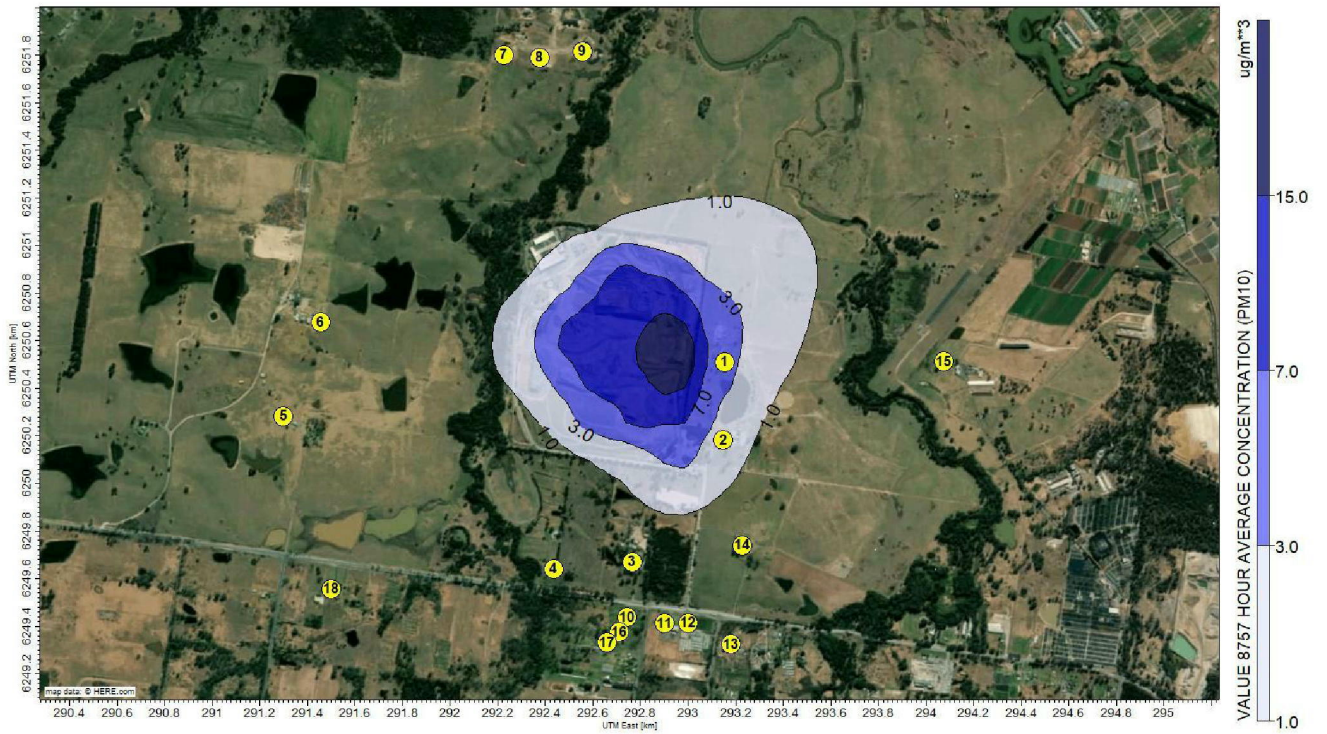 7 8 9
1.0
3.0
6
1 15
5 7.0 1.0
1.0 3.0 2
14
4 3
18
10
16 11 12
17 13
map data: © HERE.com
UTM North [km]
6249.2 6249.4 6249.6 6249.8 6250 6250.2 6250.4 6250.6 6250.8 6251 6251.2 6251.4 6251.6 6251.8
290.4 290.6 290.8 291 291.2 291.4 291.6 291.8 292 292.2 292.4 292.6 292.8 293 293.2 293.4 293.6 293.8 294 294.2 294.4 294.6 294.8 295
UTM East [km]
VALUE 8757 HOUR AVERAGE CONCENTRATION (PM10) ug/m**3
15.0
7.0
3.0
1.0